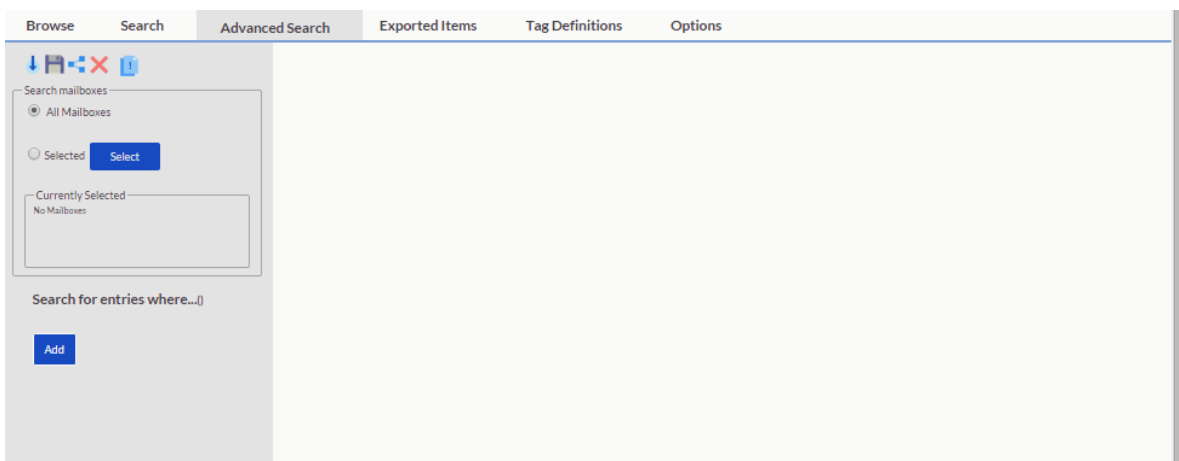 Browse Search Advanced Search Exported Items Tag Definitions Options
Search mailboxes
All Mailboxes
Selected Select
Currently Selected
No Mailboxes
Search for entries where...()
Add